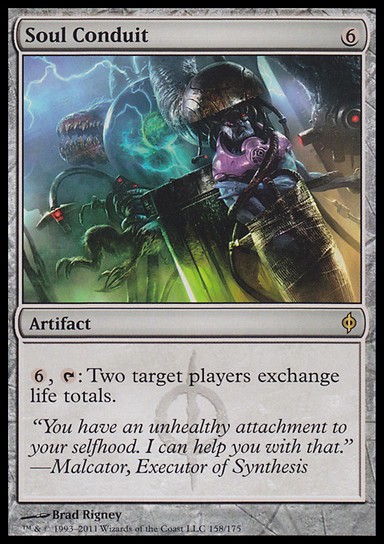 Soul Conduit 6
Artifact
6, T: Two target players exchange
life totals.
“You have an unhealthy attachment to
your selfhood. I can help you with that.”
—Malcator, Executor of Synthesis
Brad Rigney
™ & © 1993–2011 Wizards of the Coast LLC 158/175